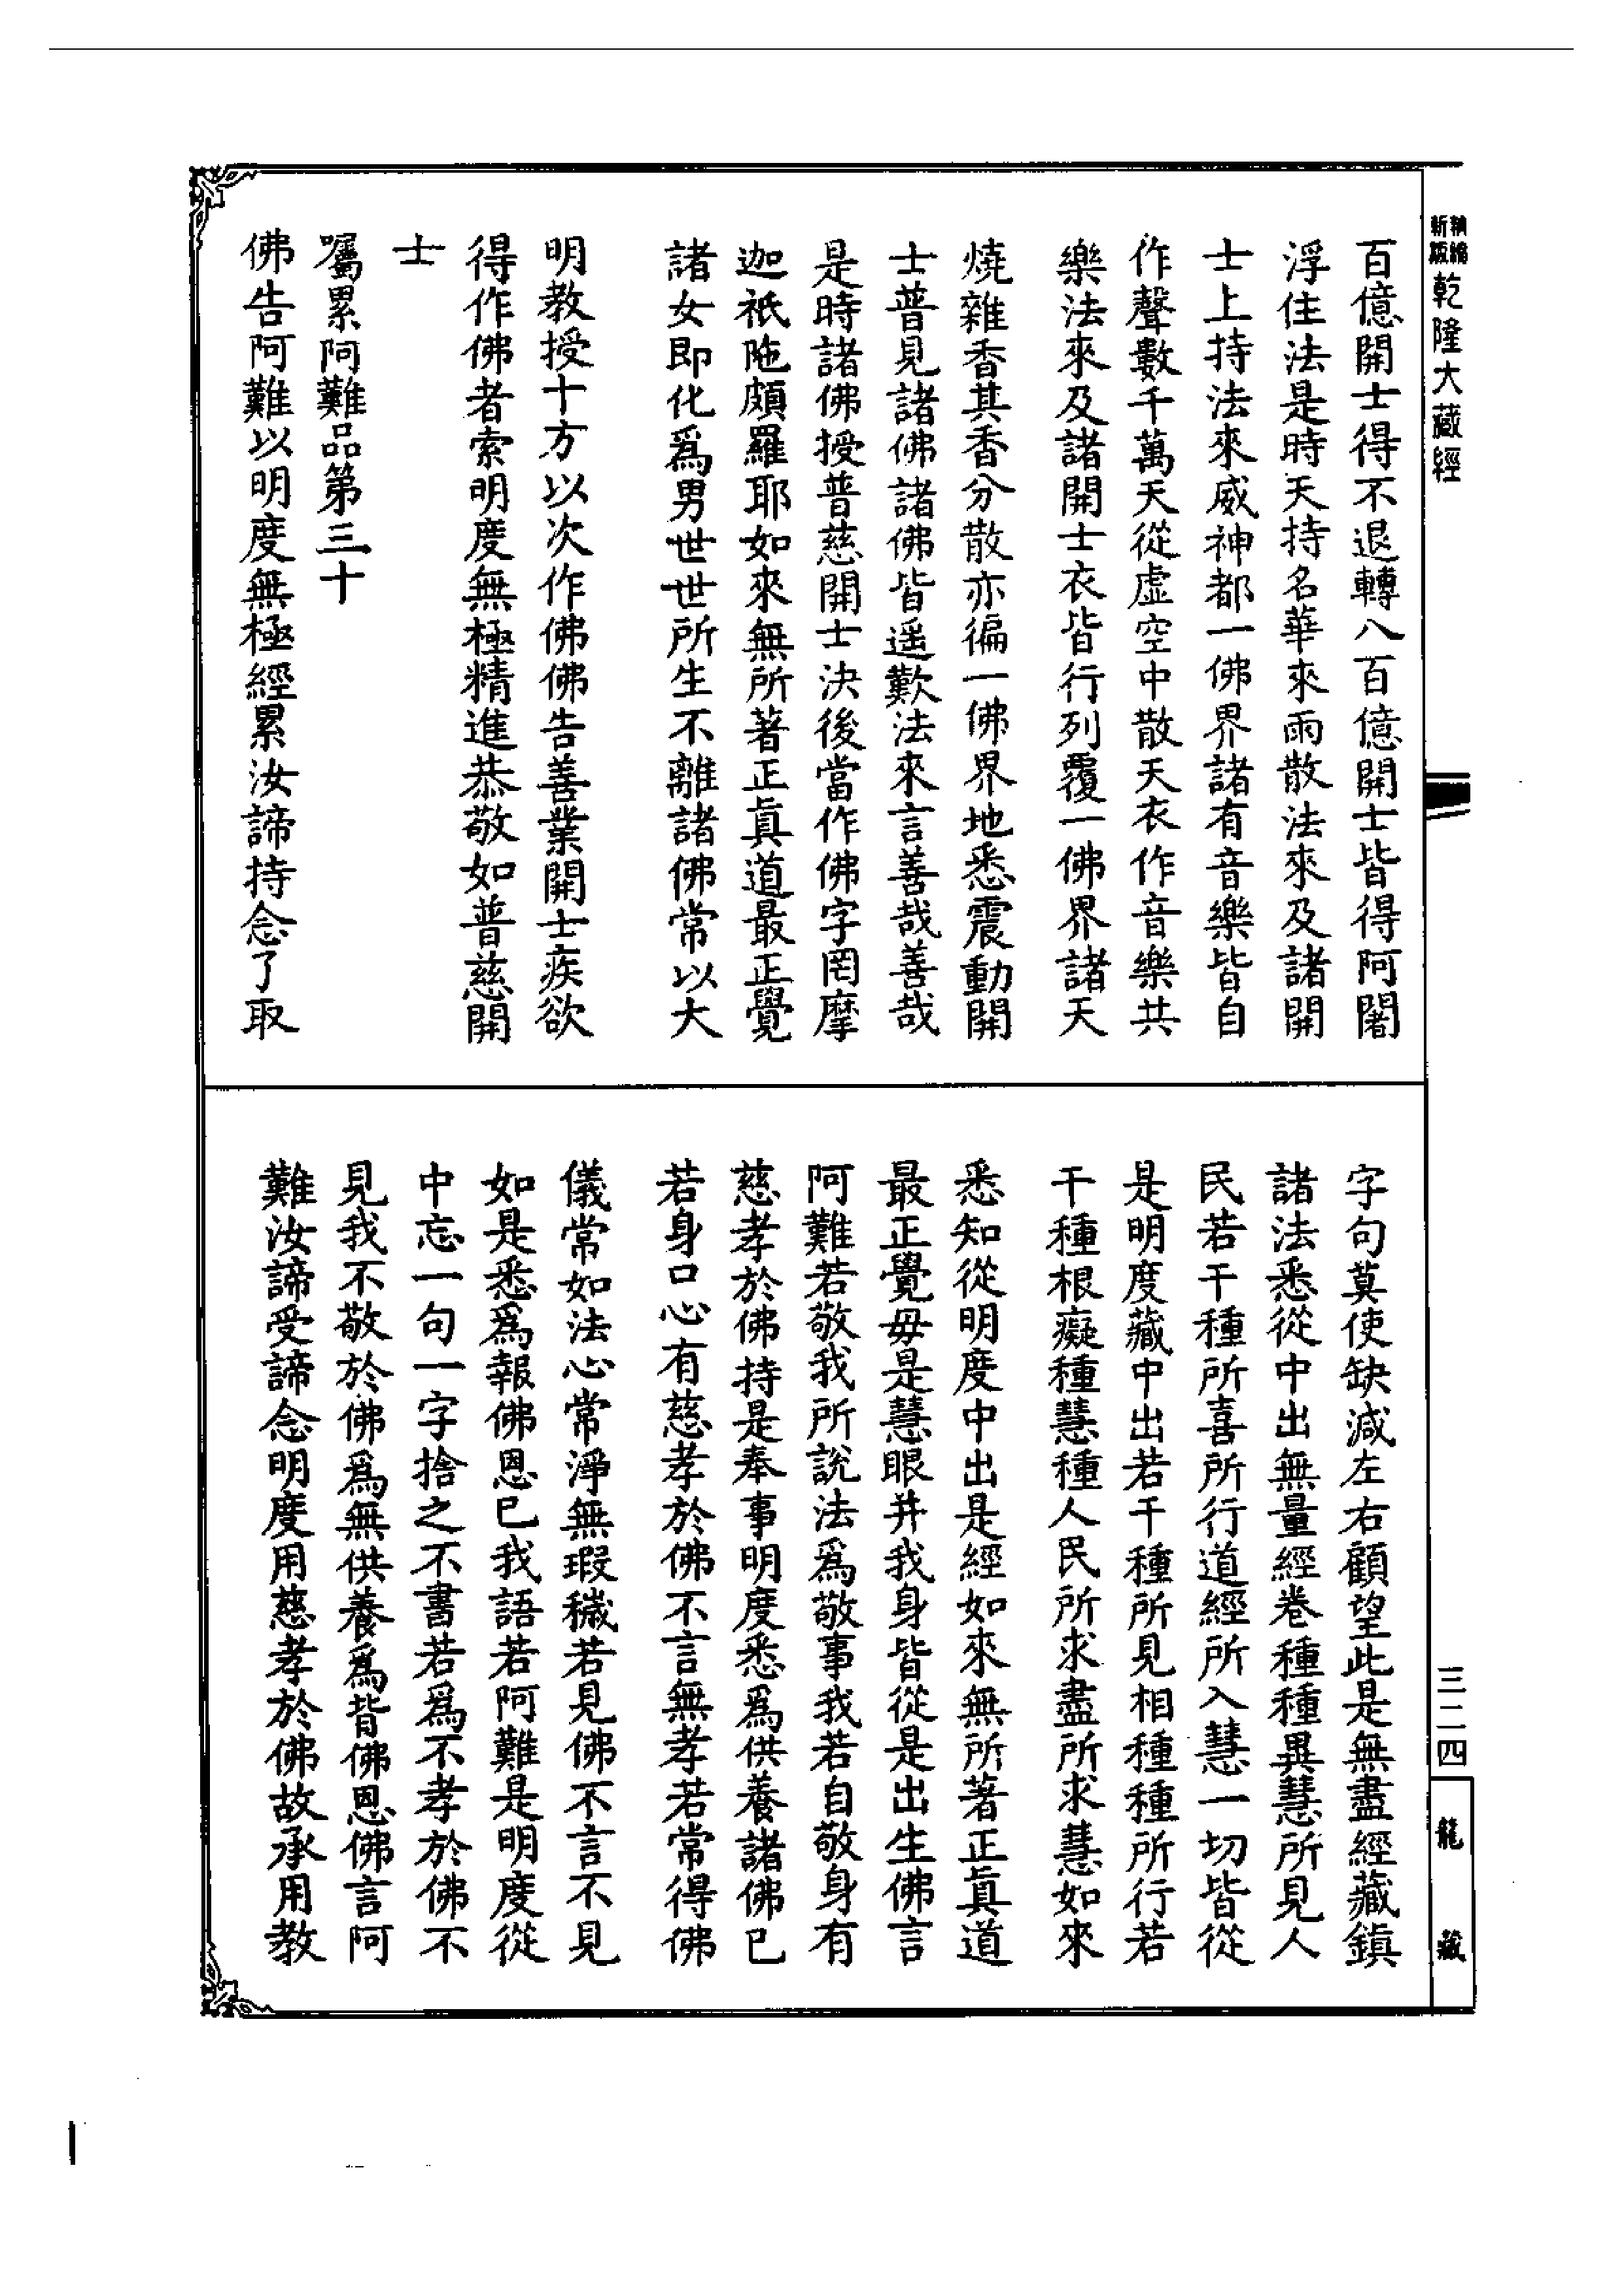 新編
新版
乾隆大藏經
百億開士得不退轉八百億開士皆得阿闍
浮住法是時天持名華來雨散法來及諸開
士上持法來威神都一佛界諸有音樂皆自
作聲數千萬天從虛空中散天衣作音樂共
樂法來及諸開士衣皆行列覆一佛界諸天
燒雜香其香分散亦徧一佛界地悉震動開
士普見諸佛諸佛皆遥歎法來言善哉善哉
是時諸佛授普慈開士決後當作佛字罔摩
迦祇陁頗羅耶如來無所著正眞道最正覺
諸女即化爲男世世所生不離諸佛常以大
明教授十方以次作佛佛告善業開士疾欲
得作佛者索明度無極精進恭敬如普慈開
士
囑累阿難品第三十
佛告阿難以明度無極經累汝諦持念了取
字句莫使缺減左右顧望此是無盡經藏鎮
諸法悉從中出無量經卷種種異慧所見人
民若干種所喜所行道經所入慧一切皆從
是明度藏中出若干種所見相種種所行若
干種根癡種慧種人民所求盡所求慧如來
悉知從明度中出是經如來無所著正眞道
最正覺毋是慧眼并我身皆從是出生佛言
阿難若敬我所說法爲敬事我若自敬身有
慈孝於佛持是奉事明度悉爲供養諸佛已
若身口心有慈孝於佛不言無孝若常得佛
儀常如法心常淨無瑕穢若見佛不言不見
如是悉爲報佛恩已我語若阿難是明度從
中忘一句一字捨之不書若爲不孝於佛不
見我不敬於佛爲無供養爲背佛恩佛言阿
難汝諦受諦念明度用慈孝於佛故承用教
三二四
龍藏